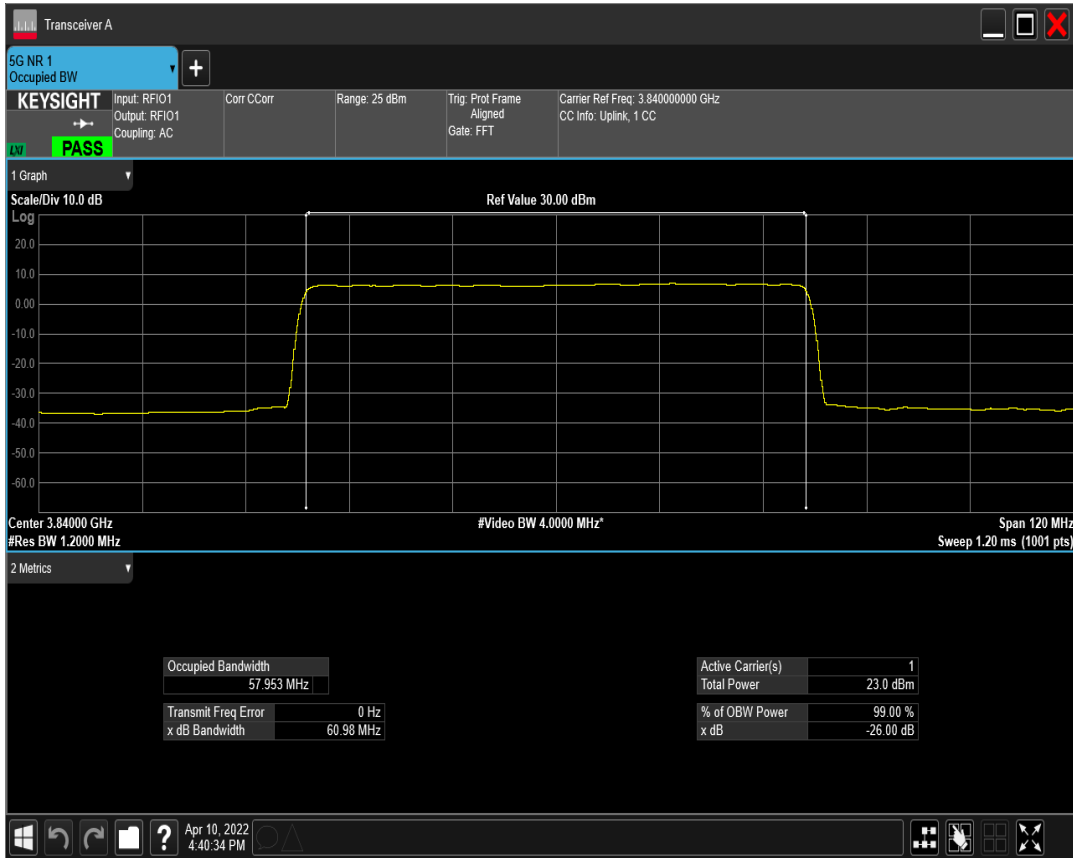 Transceiver A
5G NR 1
Occupied BW
+
KEYSIGHT
LXI
PASS
Input: RFIO1
Output: RFIO1
Coupling: AC
Corr CCorr
Range: 25 dBm
Trig: Prot Frame
Aligned
Gate: FFT
Carrier Ref Freq: 3.840000000 GHz
CC Info: Uplink, 1 CC
1 Graph
Scale/Div 10.0 dB
Ref Value 30.00 dBm
Log
20.0
10.0
0.00
-10.0
-20.0
-30.0
-40.0
-50.0
-60.0
Center 3.84000 GHz
#Video BW 4.0000 MHz*
Span 120 MHz
#Res BW 1.2000 MHz
Sweep 1.20 ms (1001 pts)
2 Metrics
Occupied Bandwidth
57.953 MHz
Transmit Freq Error 0 Hz
x dB Bandwidth 60.98 MHz
Active Carrier(s) 1
Total Power 23.0 dBm
% of OBW Power 99.00 %
x dB -26.00 dB
?
Apr 10, 2022
4:40:34 PM